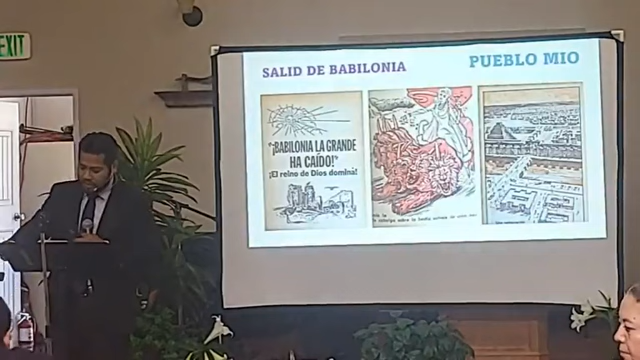 EXIT
SALID DE BABILONIA
PUEBLO MIO
"¡BABILONIA LA GRANDE
HA CAÍDO!"
¡El reino de Dios domina!